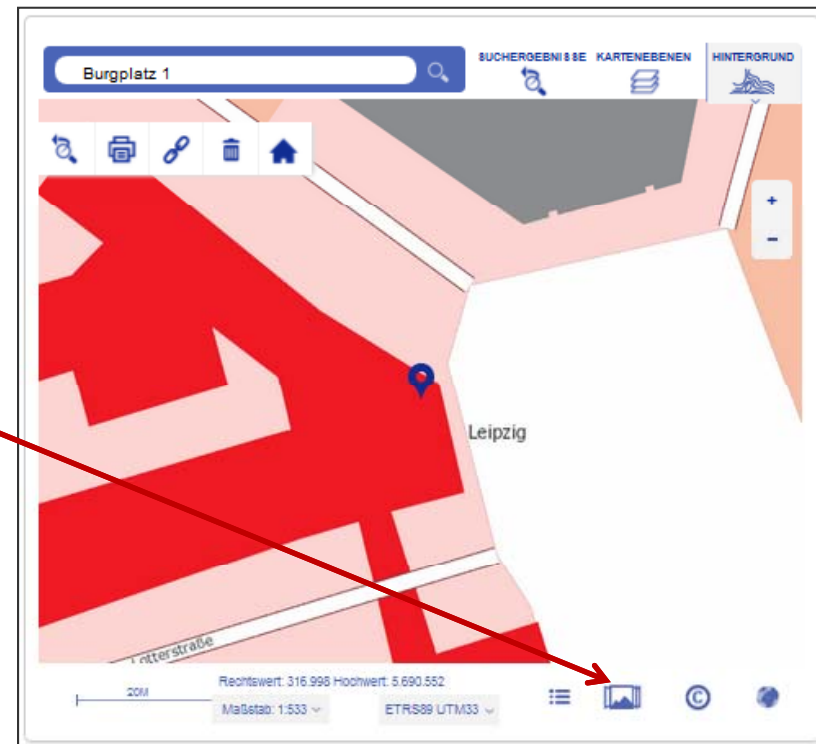 Burgplatz 1
SUCHERGEBNISSE KARTENEBENEN HINTERGRUND
+
-
Leipzig
Lotterstraße
20M
Rechtswert: 316.998 Hochwert: 5.690.552
Maßstab: 1:533
ETRS89 UTM33
©